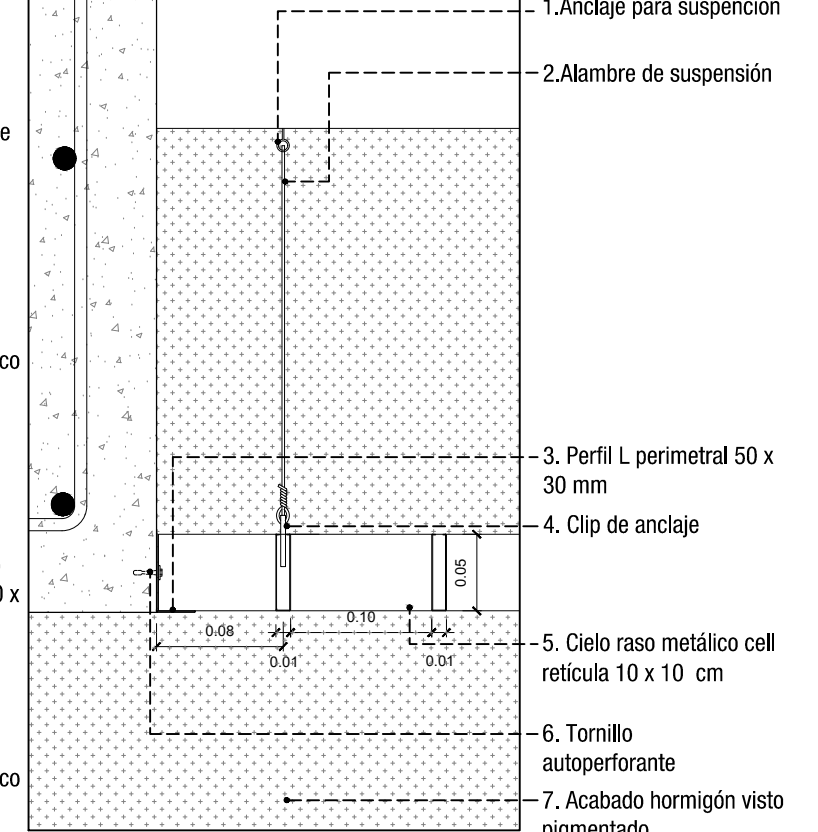 1.Anclaje para suspención
2.Alambre de suspensión
e
co
3. Perfil L perimetral 50 x
30 mm
4. Clip de anclaje
0.05
0 x
0.10
0.08
0.01
0.01
5. Cielo raso metálico cell
retícula 10 x 10 cm
6. Tornillo
autoperforante
co
7. Acabado hormigón visto
pigmentado